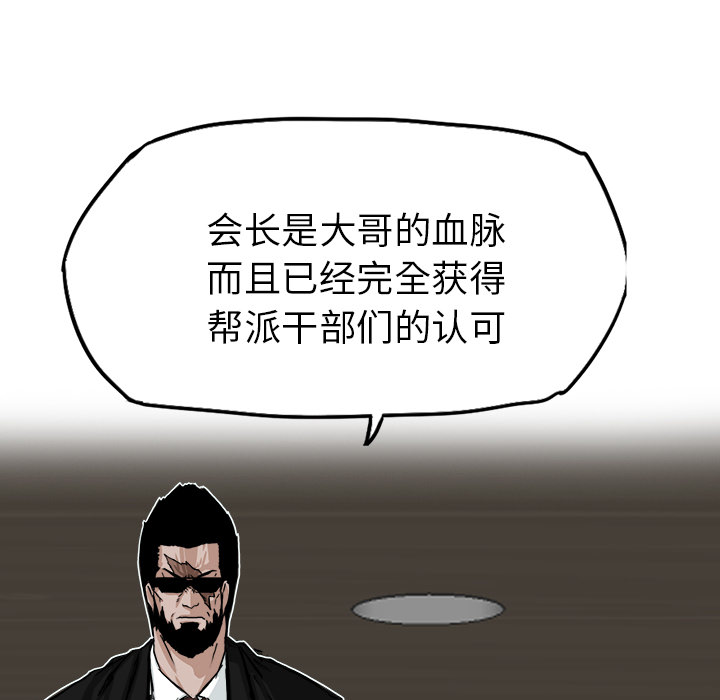 会长是大哥的血脉
而且已经完全获得
帮派干部们的认可